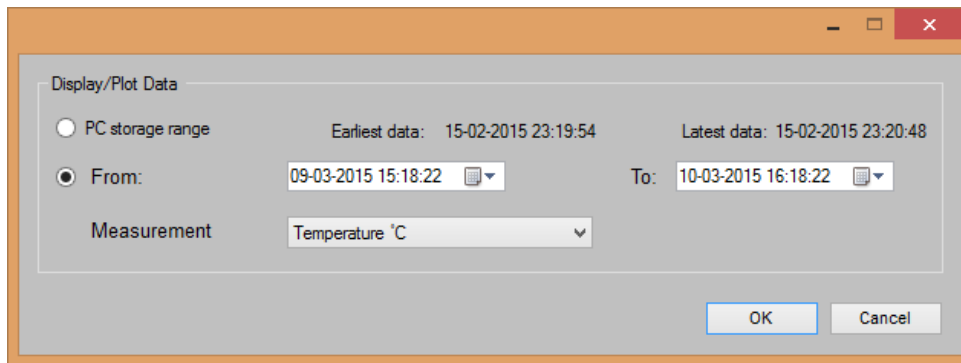 Display/Plot Data
PC storage range Earliest data: 15-02-2015 23:19:54 Latest data: 15-02-2015 23:20:48
From: 09-03-2015 15:18:22 To: 10-03-2015 16:18:22
Measurement Temperature °C
OK Cancel